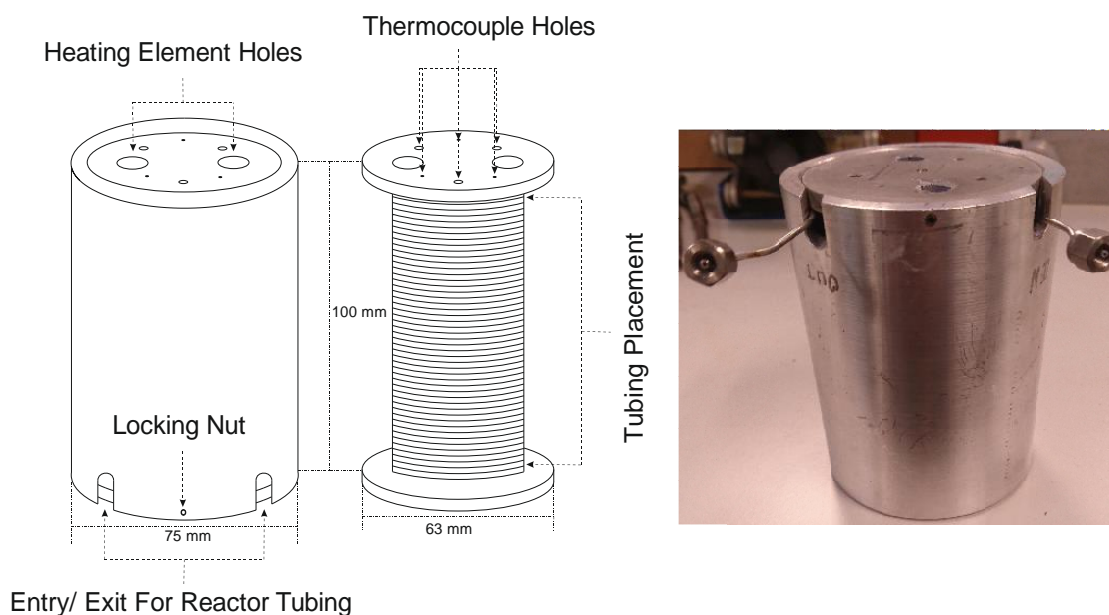 Thermocouple Holes
Heating Element Holes
100 mm
Tubing Placement
Locking Nut
75 mm
63 mm
Entry/ Exit For Reactor Tubing